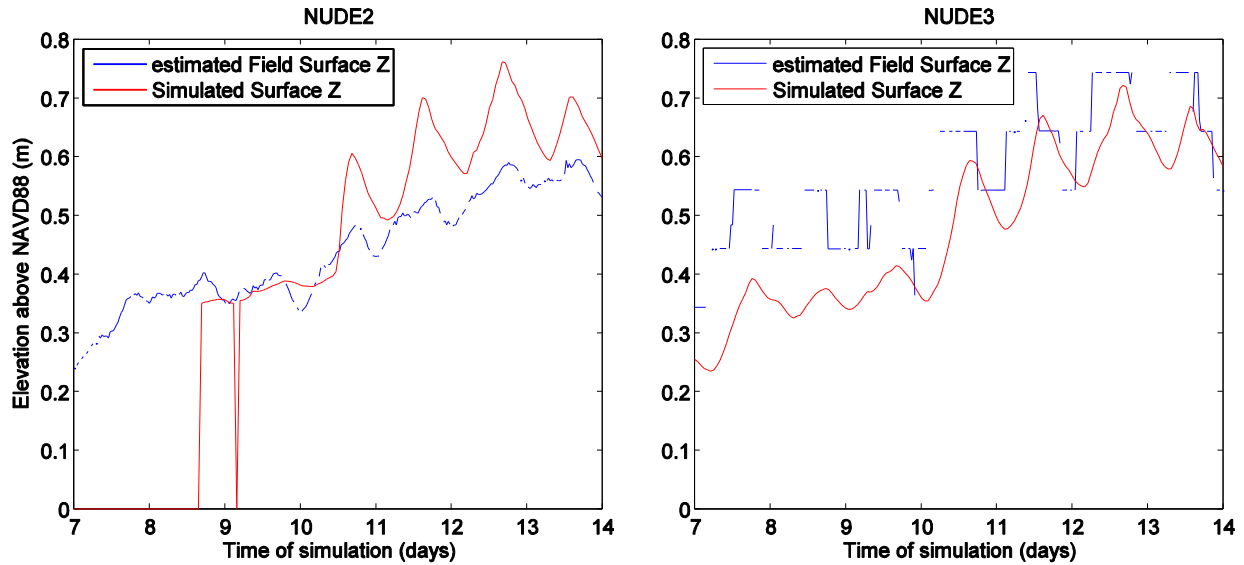 NUDE2
0.8
0.7
0.6
0.5
0.4
0.3
0.2
0.1
0
Elevation above NAVD88 (m)
estimated Field Surface Z
Simulated Surface Z
7 8 9 10 11 12 13 14
Time of simulation (days)
NUDE3
0.8
0.7
0.6
0.5
0.4
0.3
0.2
0.1
0
estimated Field Surface Z
Simulated Surface Z
7 8 9 10 11 12 13 14
Time of simulation (days)